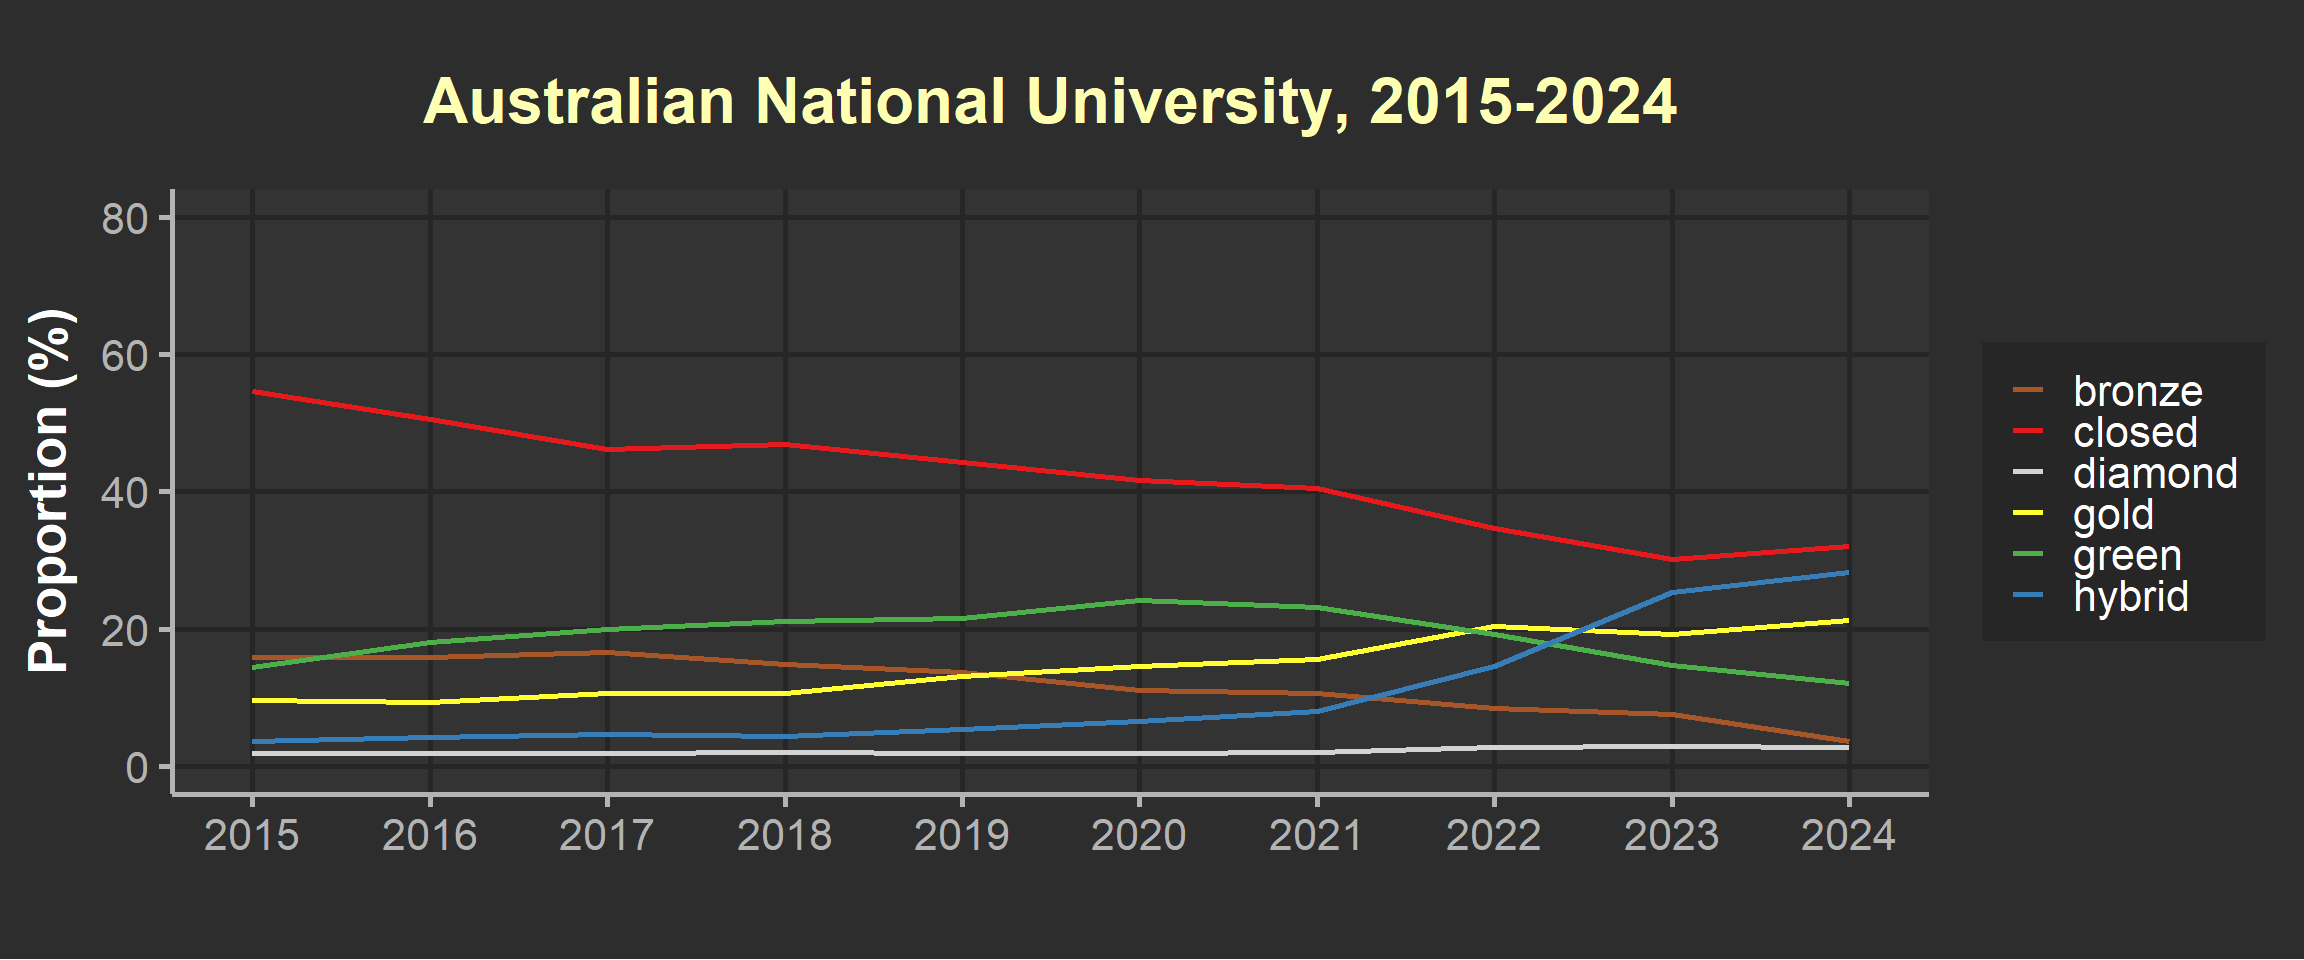 Australian National University, 2015-2024
Proportion (%)
80
60
40
20
0
2015 2016 2017 2018 2019 2020 2021 2022 2023 2024
bronze
closed
diamond
gold
green
hybrid